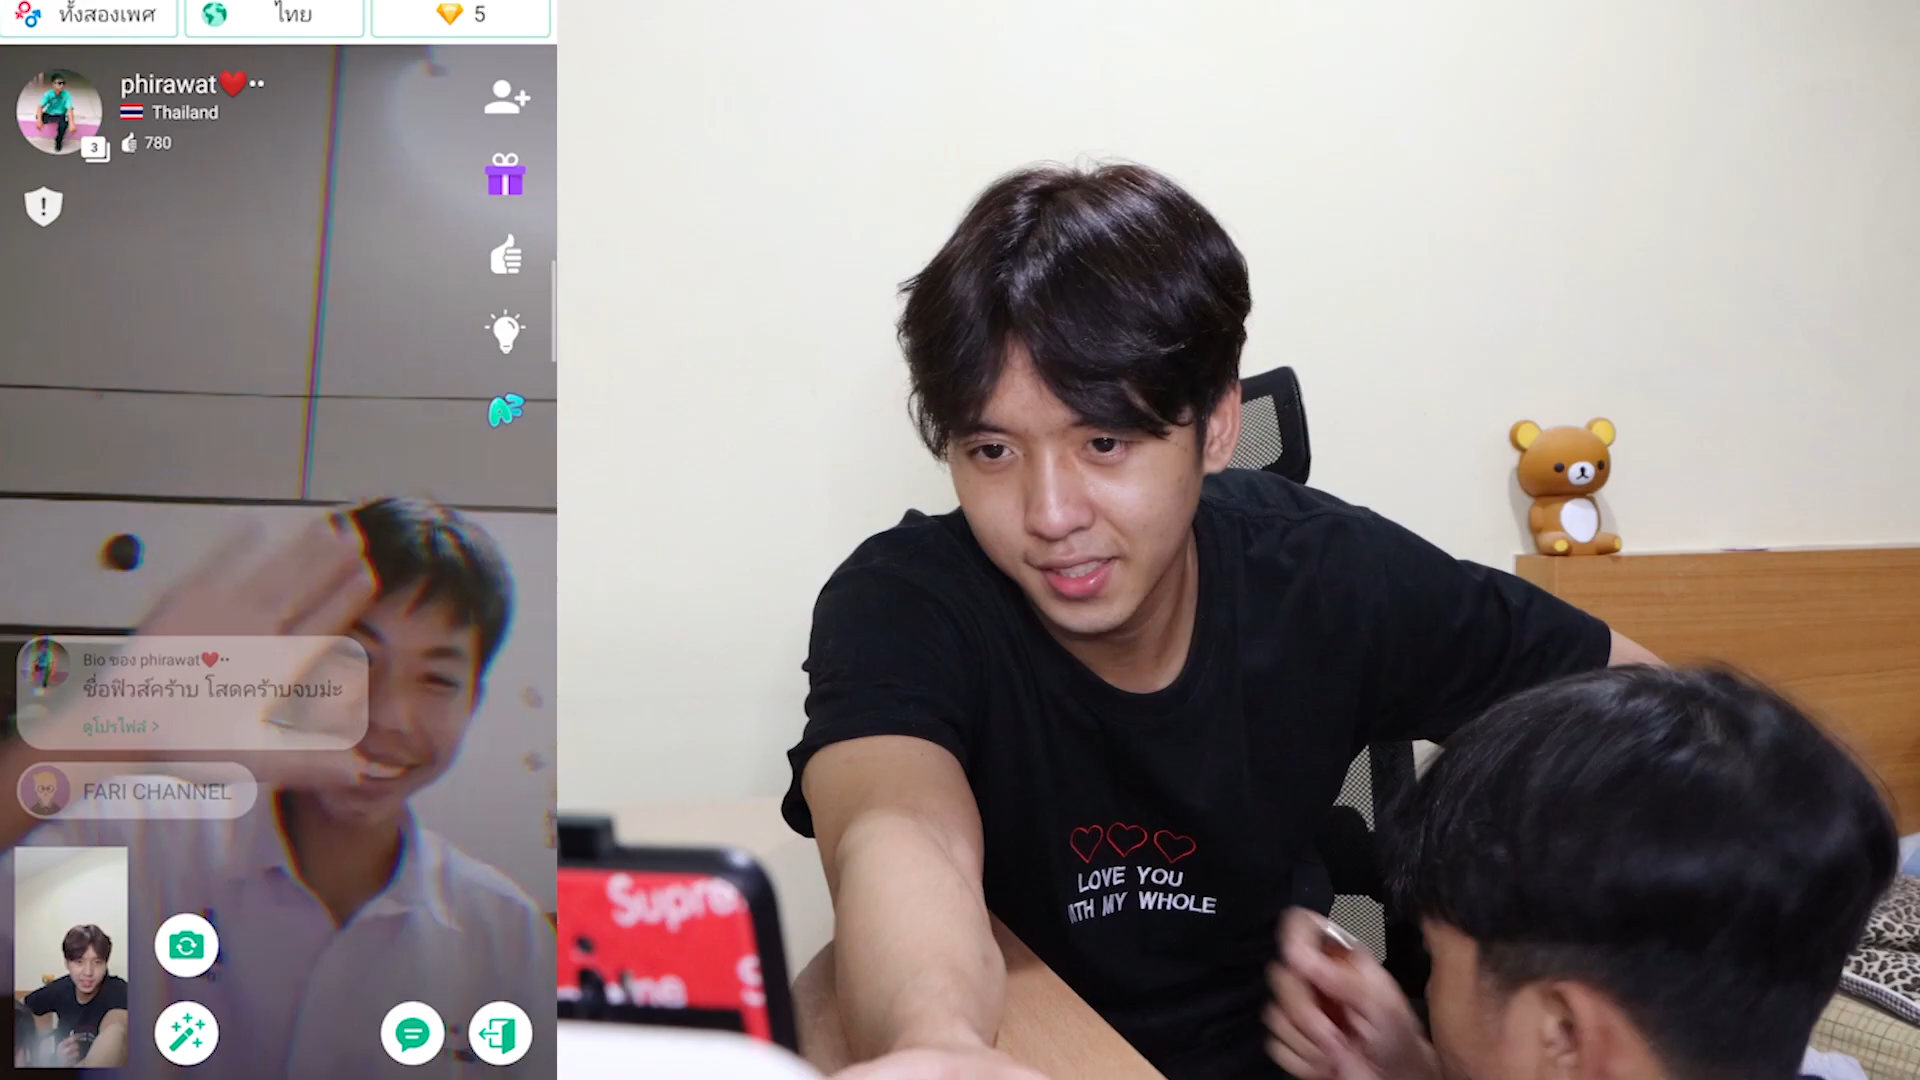 ทั้งสองเพศ
ไทย
5
phirawat❤️••
Thailand
3
780
Bio ของ phirawat❤️••
ชื่อฟิวส์คร้าบ โสดคร้าบจบม่ะ
ดูโปรไฟล์ >
FARI CHANNEL
LOVE YOU
ITH MY WHOLE
Supre
ne
S